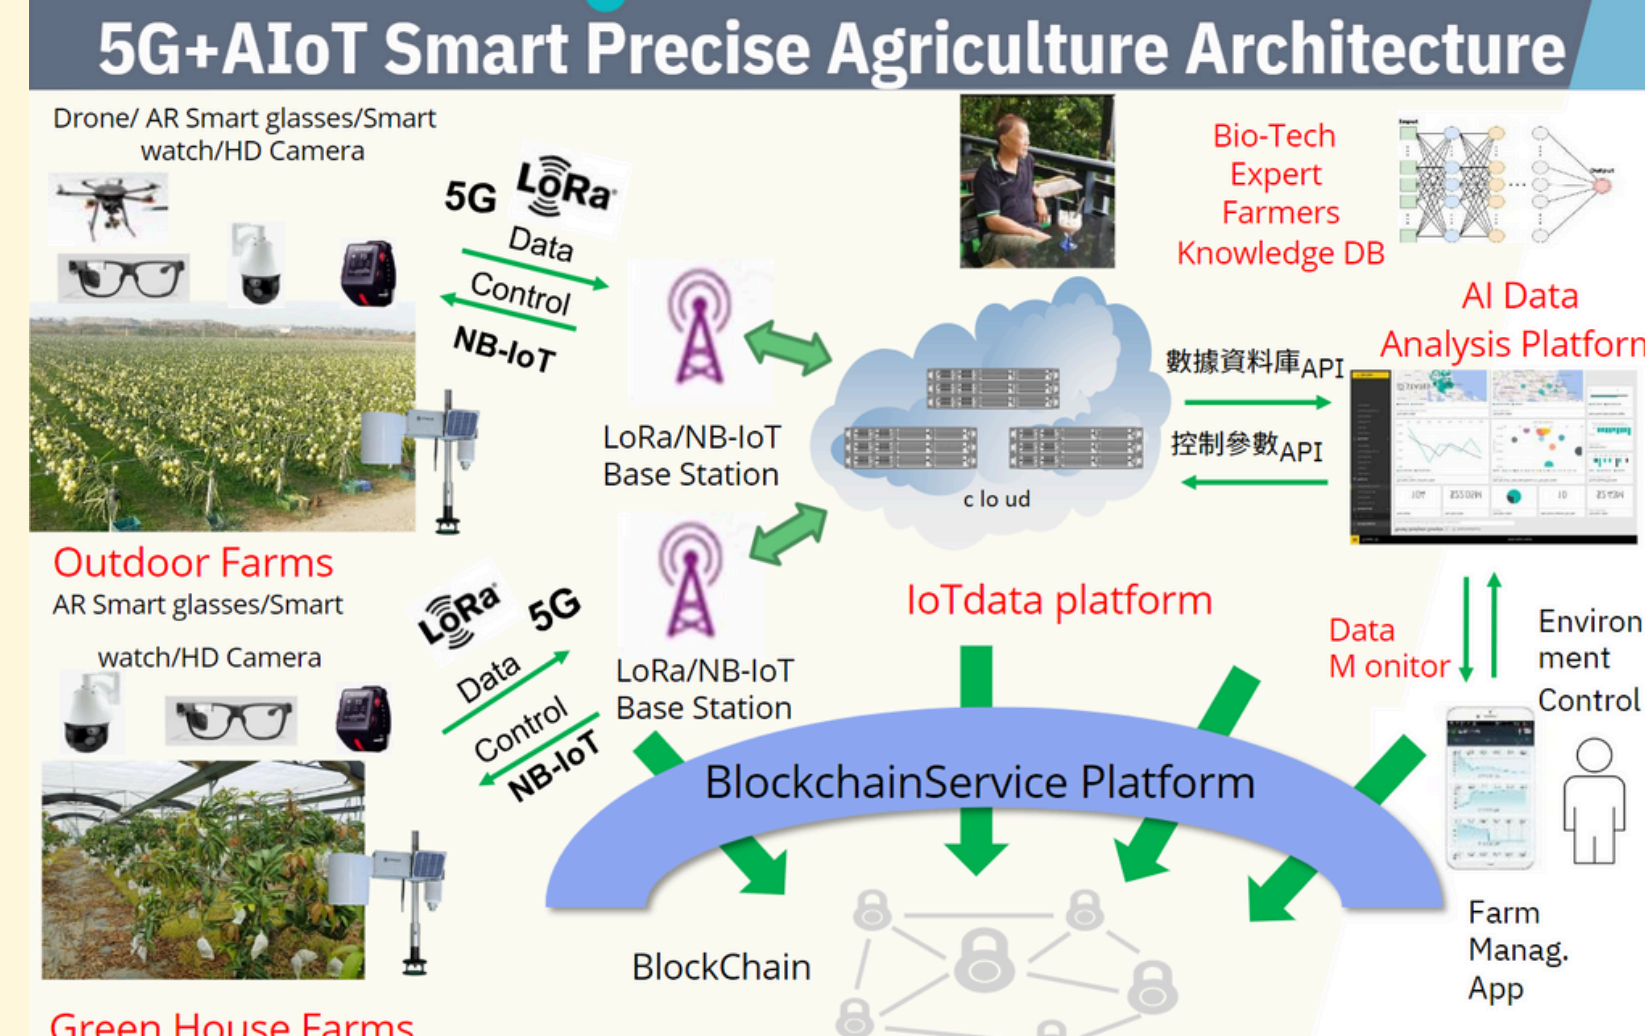 5G+AIoT Smart Precise Agriculture Architecture
Drone/ AR Smart glasses/Smart
watch/HD Camera
5G LoRa
Data
Control
NB-IoT
LoRa/NB-IoT
Base Station
Outdoor Farms
AR Smart glasses/Smart
watch/HD Camera
LoRa 5G
Data
Control
NB-IoT
LoRa/NB-IoT
Base Station
Green House Farms
c lo ud
IoTdata platform
Bio-Tech
Expert
Farmers
Knowledge DB
Input
Output
AI Data
Analysis Platform
數據資料庫API
控制參數API
Data
M onitor
Environ
ment
Control
BlockchainService Platform
BlockChain
Farm
Manag.
App